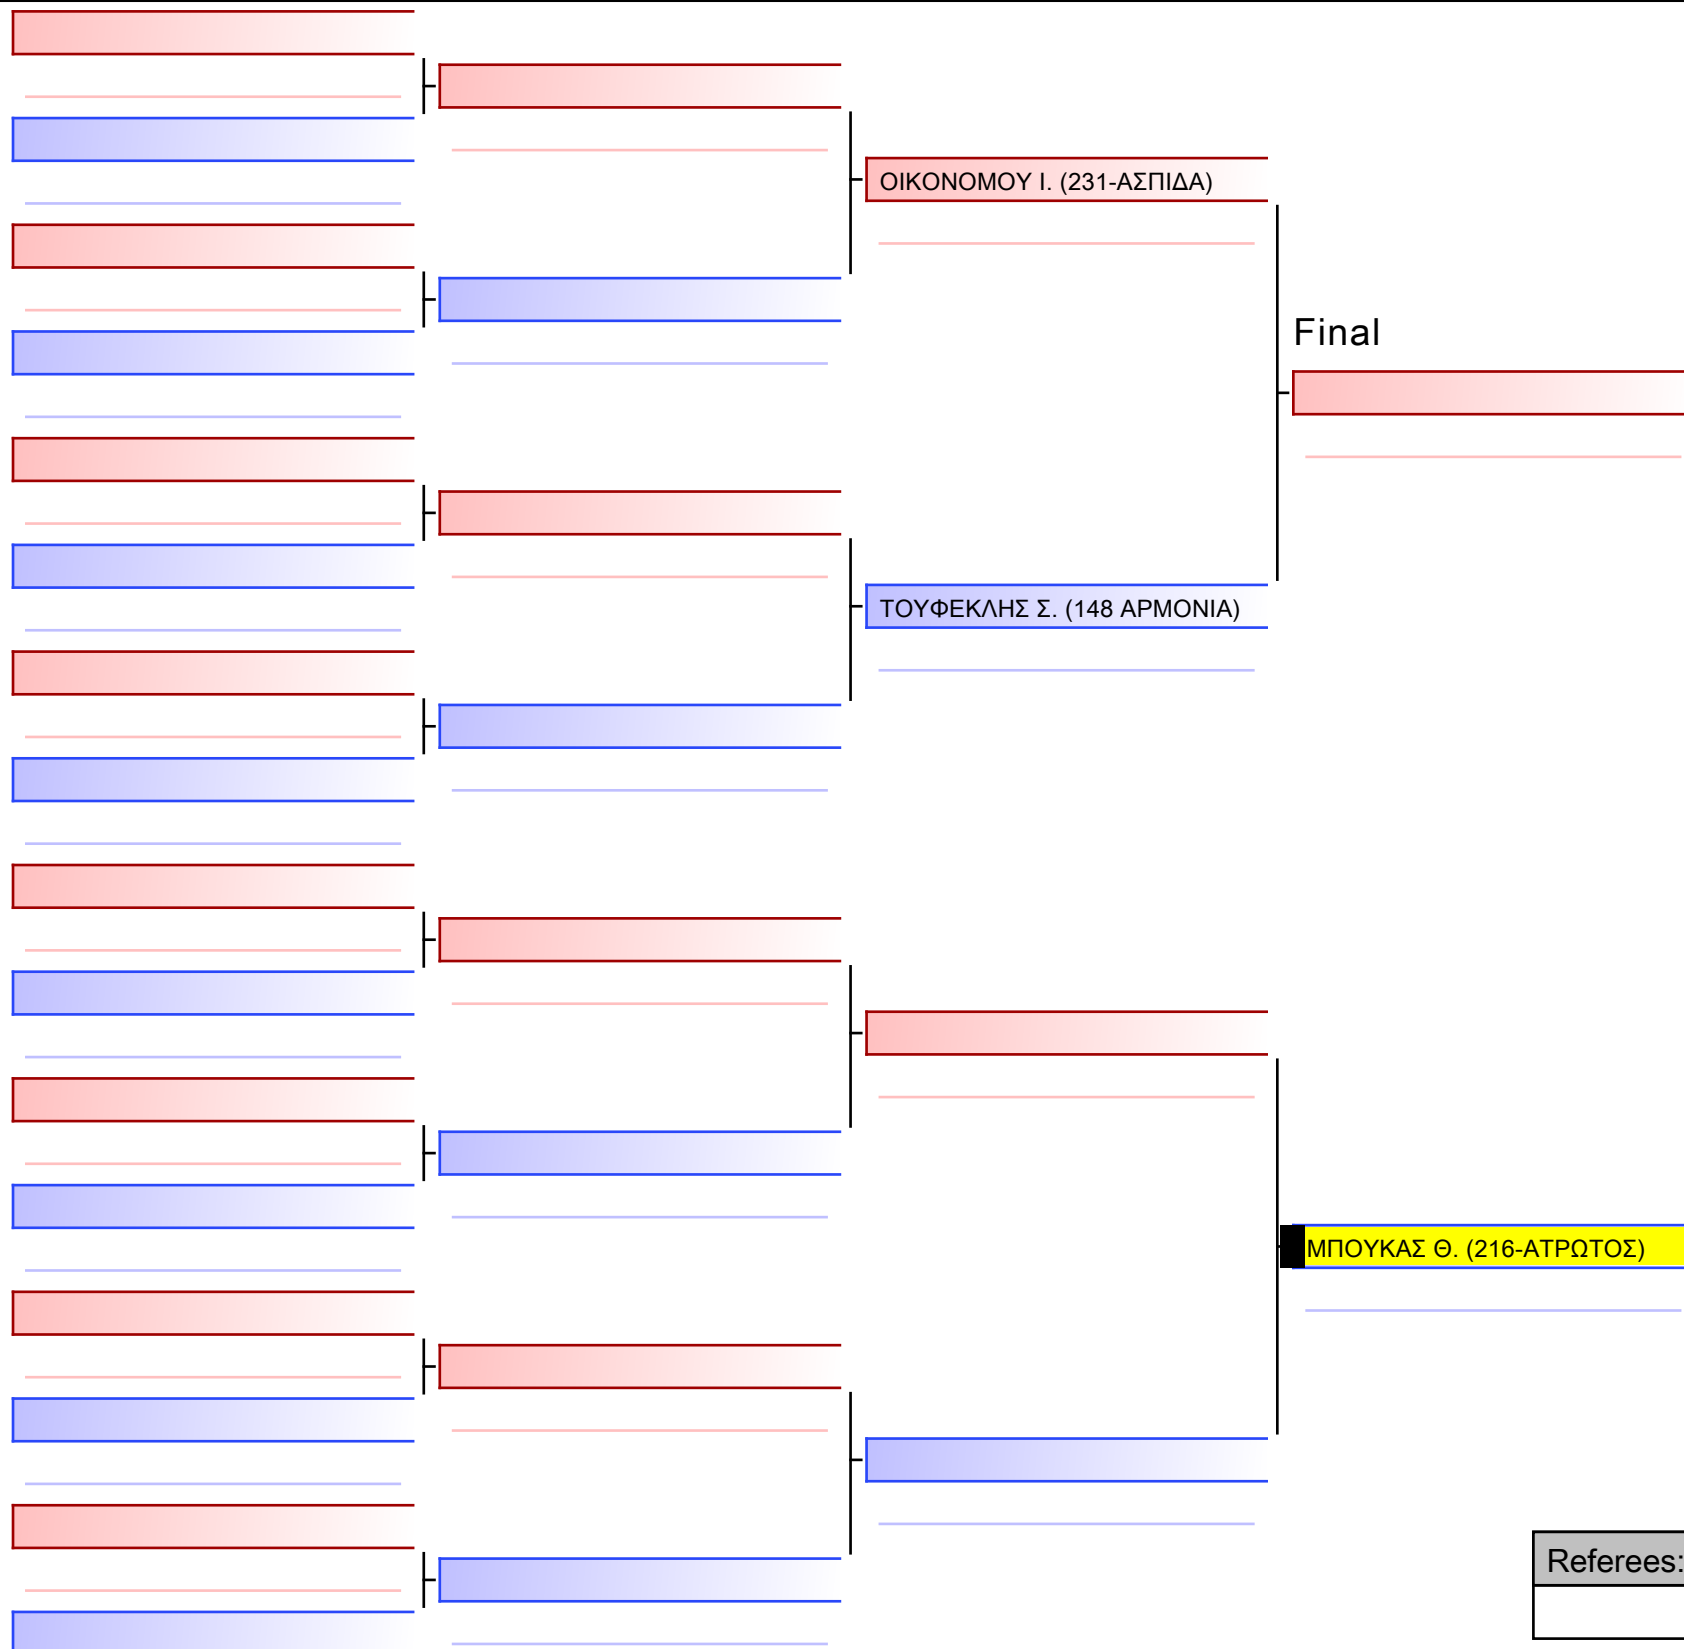 ΟΙΚΟΝΟΜΟΥ Ι. (231-ΑΣΠΙΔΑ)
Final
ΤΟΥΦΕΚΛΗΣ Σ. (148 ΑΡΜΟΝΙΑ)
ΜΠΟΥΚΑΣ Θ. (216-ΑΤΡΩΤΟΣ)
Referees: